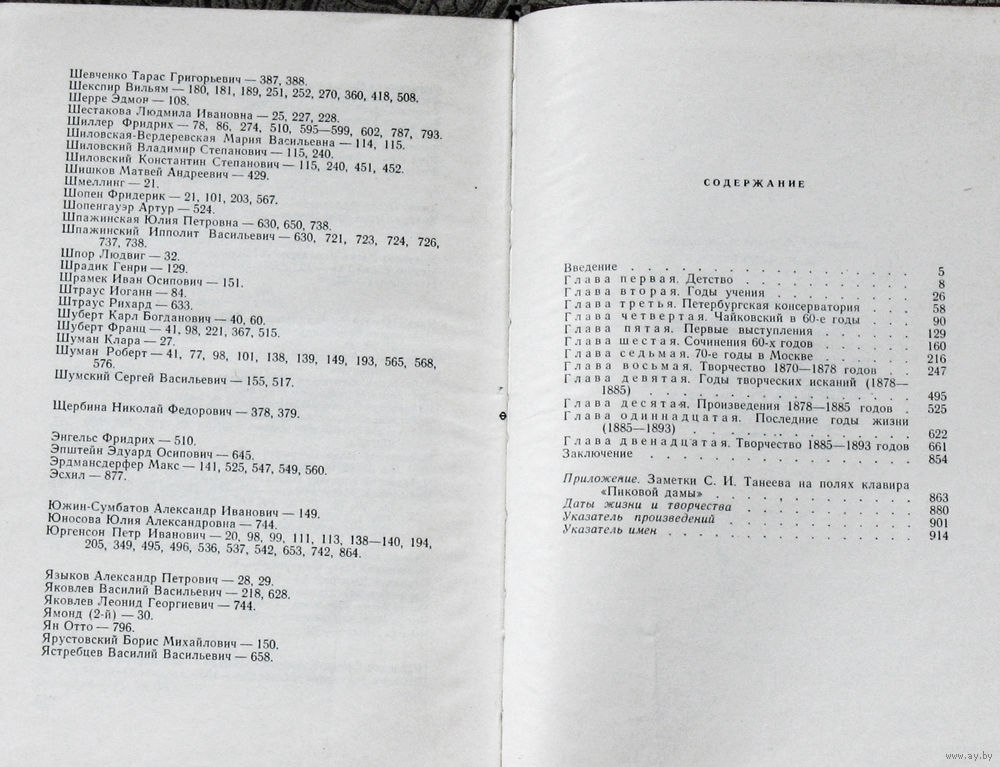 Шевченко Тарас Григорьевич — 387, 388.
Шекспир Вильям — 180, 181, 189, 251, 252, 270, 360, 418, 508.
Шерре Эдмон — 108.
Шестакова Людмила Ивановна — 25, 227, 228.
Шиллер Фридрих — 78, 86, 274, 510, 595—599, 602, 787, 793.
Шиловская-Вердеревская Мария Васильевна — 114, 115.
Шиловский Владимир Степанович — 115, 240.
Шиловский Константин Степанович — 115, 240, 451, 452.
Шишков Матвей Андреевич — 429.
Шмеллинг — 21.
Шопен Фридерик — 21, 101, 203, 567.
Шопенгауэр Артур — 524.
Шпажинская Юлия Петровна — 630, 650, 738.
Шпажинский Ипполит Васильевич — 630, 721, 723, 724, 726,
737, 738.
Шпор Людвиг — 32.
Шрадик Генри — 129.
Шрамек Иван Осипович — 151.
Штраус Иоганн — 84.
Штраус Рихард — 633.
Шуберт Карл Богданович — 40, 60.
Шуберт Франц — 41, 98, 221, 367, 515.
Шуман Клара — 27.
Шуман Роберт — 41, 77, 98, 101, 138, 139, 149, 193, 565, 568,
576.
Шумский Сергей Васильевич — 155, 517.
Щербина Николай Федорович — 378, 379.
Энгельс Фридрих — 510.
Эпштейн Эдуард Осипович — 645.
Эрдмансдерфер Макс — 141, 525, 547, 549, 560.
Эсхил — 877.
Южин-Сумбатов Александр Иванович — 149.
Юносова Юлия Александровна — 744.
Юргенсон Петр Иванович — 20, 98, 99, 111, 113, 138—140, 194,
205, 349, 495, 496, 536, 537, 542, 653, 742, 864.
Языков Александр Петрович — 28, 29.
Яковлев Василий Васильевич — 218, 628.
Яковлев Леонид Георгиевич — 744.
Ямонд (2-й) — 30.
Ян Отто — 796.
Ярустовский Борис Михайлович — 150.
Ястребцев Василий Васильевич — 658.
СОДЕРЖАНИЕ
Введение . . . . . . . . . . . . . . 5
Глава первая. Детство . . . . . . . . . 8
Глава вторая. Годы учения . . . . . . . 26
Глава третья. Петербургская консерватория . . . 58
Глава четвертая. Чайковский в 60-е годы . . . 90
Глава пятая. Первые выступления . . . . . 129
Глава шестая. Сочинения 60-х годов . . . . . 160
Глава седьмая. 70-е годы в Москве . . . . . 216
Глава восьмая. Творчество 1870—1878 годов . . 247
Глава девятая. Годы творческих исканий (1878—
1885) . . . . . . . . . . . . . 495
Глава десятая. Произведения 1878—1885 годов . 525
Глава одиннадцатая. Последние годы жизни
(1885—1893) . . . . . . . . . . . 622
Глава двенадцатая. Творчество 1885—1893 годов 661
Заключение . . . . . . . . . . . . . 854
Приложение. Заметки С. И. Танеева на полях клавира
«Пиковой дамы» . . . . . . . . . . 863
Даты жизни и творчества . . . . . . . . . 880
Указатель произведений . . . . . . . . . . 901
Указатель имен . . . . . . . . . . . . 914
www.ay.by